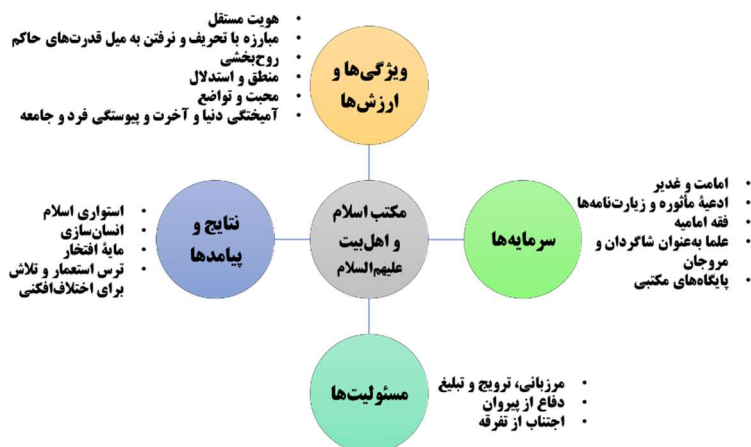 هویت مستقل
مبارزه با تحریف و نرفتن به میل قدرت‌های حاکم
روح‌بخشی
منطق و استدلال
محبت و تواضع
آمیختگی دنیا و آخرت و پیوستگی فرد و جامعه
ویژگی‌ها و
ارزش‌ها
امامت و غدیر
ادعیهٔ مأثوره و زیارت‌نامه‌ها
فقه امامیه
علما به‌عنوان شاگردان و
مروجان
پایگاه‌های مکتبی
سرمایه‌ها
مکتب اسلام
و اهل‌بیت
علیهم‌السلام
نتایج و
پیامدها
استواری اسلام
انسان‌سازی
مایهٔ افتخار
ترس استعمار و تلاش
برای اختلاف‌افکنی
مسئولیت‌ها
مرزبانی، ترویج و تبلیغ
دفاع از پیروان
اجتناب از تفرقه